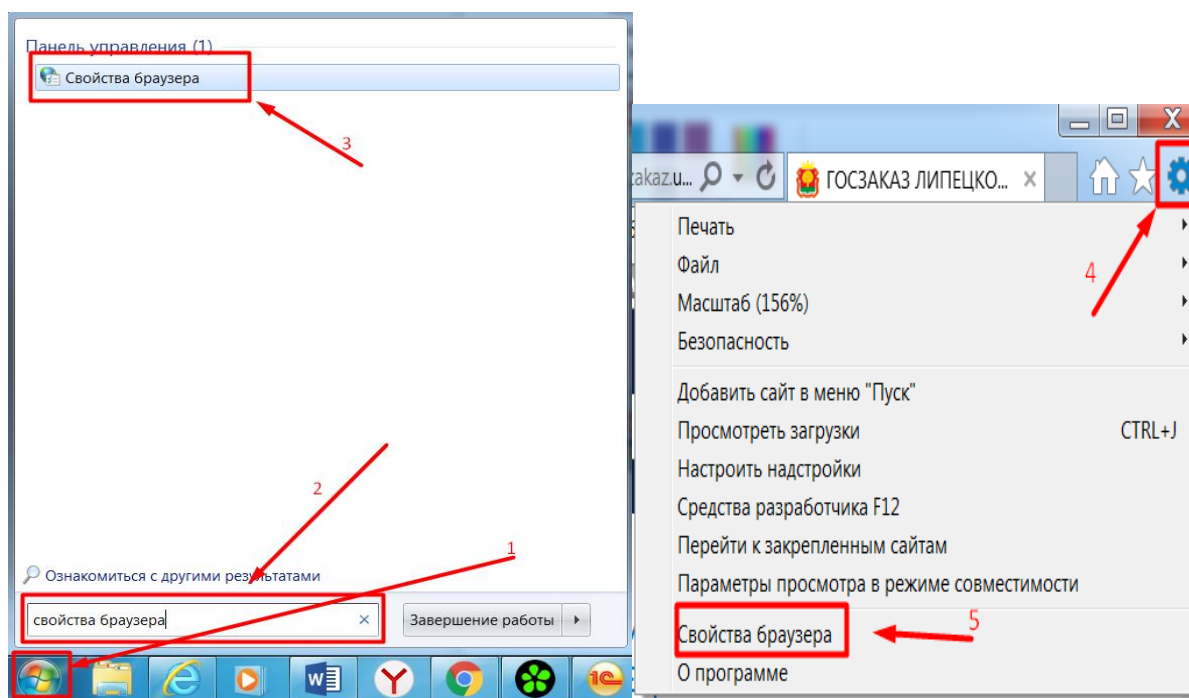 Панель управления (1)
Свойства браузера
3
2
1
Ознакомиться с другими результатами
свойства браузера
Завершение работы
zakaz.u...
ГОСЗАКАЗ ЛИПЕЦКО...
4
Печать
Файл
Масштаб (156%)
Безопасность
Добавить сайт в меню "Пуск"
Просмотреть загрузки CTRL+J
Настроить надстройки
Средства разработчика F12
Перейти к закрепленным сайтам
Параметры просмотра в режиме совместимости
Свойства браузера
5
О программе